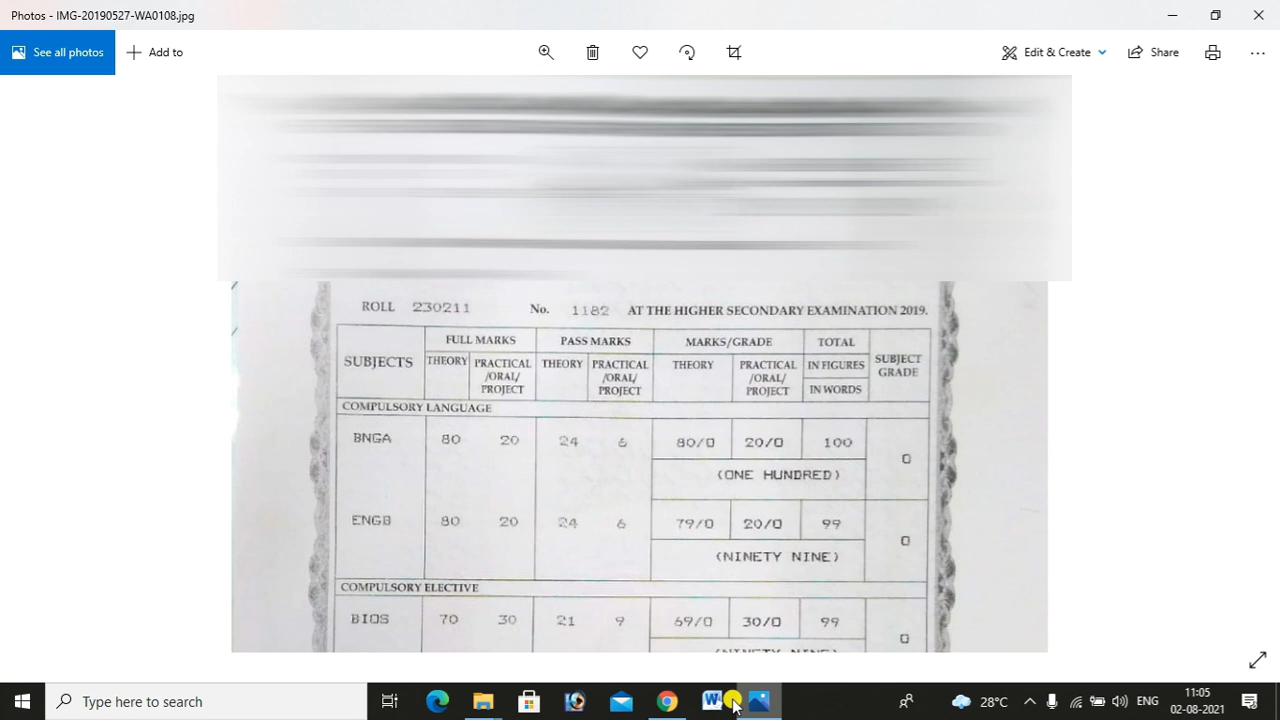 Photos - IMG-20190527-WA0108.jpg
See all photos
Add to
Edit & Create
Share
ROLL 230211 No. 1182 AT THE HIGHER SECONDARY EXAMINATION 2019.
SUBJECTS FULL MARKS PASS MARKS MARKS/GRADE TOTAL SUBJECT GRADE
THEORY PRACTICAL /ORAL/ PROJECT THEORY PRACTICAL /ORAL/ PROJECT THEORY PRACTICAL /ORAL/ PROJECT IN FIGURES
IN WORDS
COMPULSORY LANGUAGE
BNGA 80 20 24 6 80/O 20/O 100 O
(ONE HUNDRED)
ENGB 80 20 24 6 79/O 20/O 99 O
(NINETY NINE)
COMPULSORY ELECTIVE
BIOS 70 30 21 9 69/O 30/O 99 O
(NINETY NINE)
Type here to search
28°C
ENG
11:05
02-08-2021